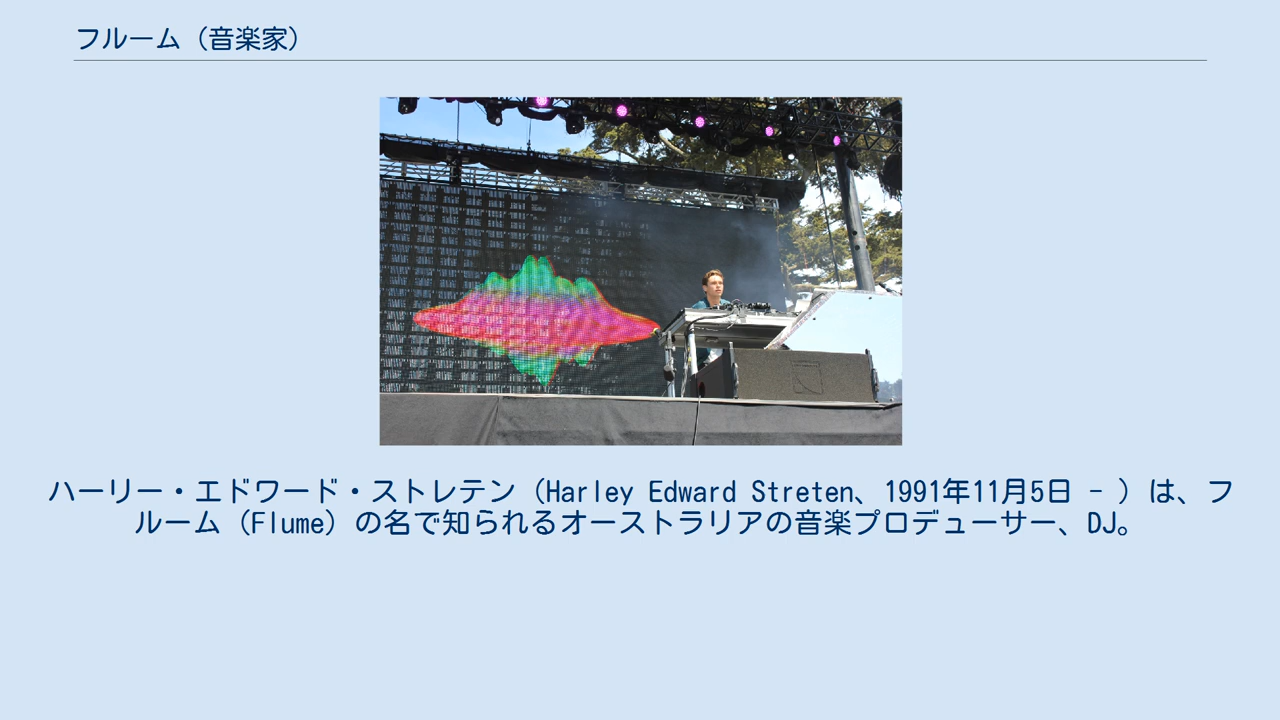 フルーム（音楽家）
ハーリー・エドワード・ストレテン（Harley Edward Streten、1991年11月5日 - ）は、フ
ルーム（Flume）の名で知られるオーストラリアの音楽プロデューサー、DJ。